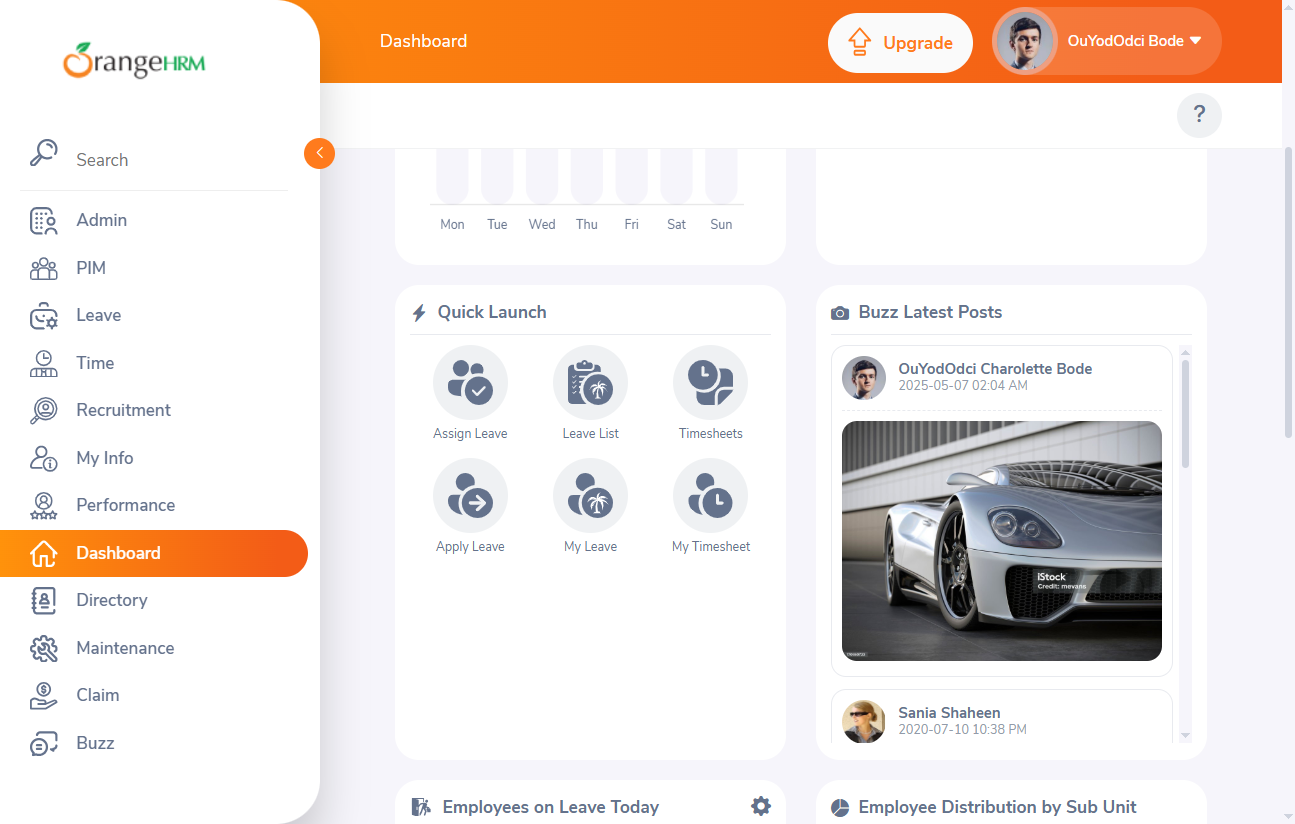 OrangeHRM
Search
Admin
PIM
Leave
Time
Recruitment
My Info
Performance
Dashboard
Directory
Maintenance
Claim
Buzz
Dashboard
Upgrade
OuYodOdci Bode
?
Mon Tue Wed Thu Fri Sat Sun
Quick Launch
Assign Leave Leave List Timesheets
Apply Leave My Leave My Timesheet
Buzz Latest Posts
OuYodOdci Charolette Bode
2025-05-07 02:04 AM
iStock
Credit: mevans
Sania Shaheen
2020-07-10 10:38 PM
Employees on Leave Today
Employee Distribution by Sub Unit